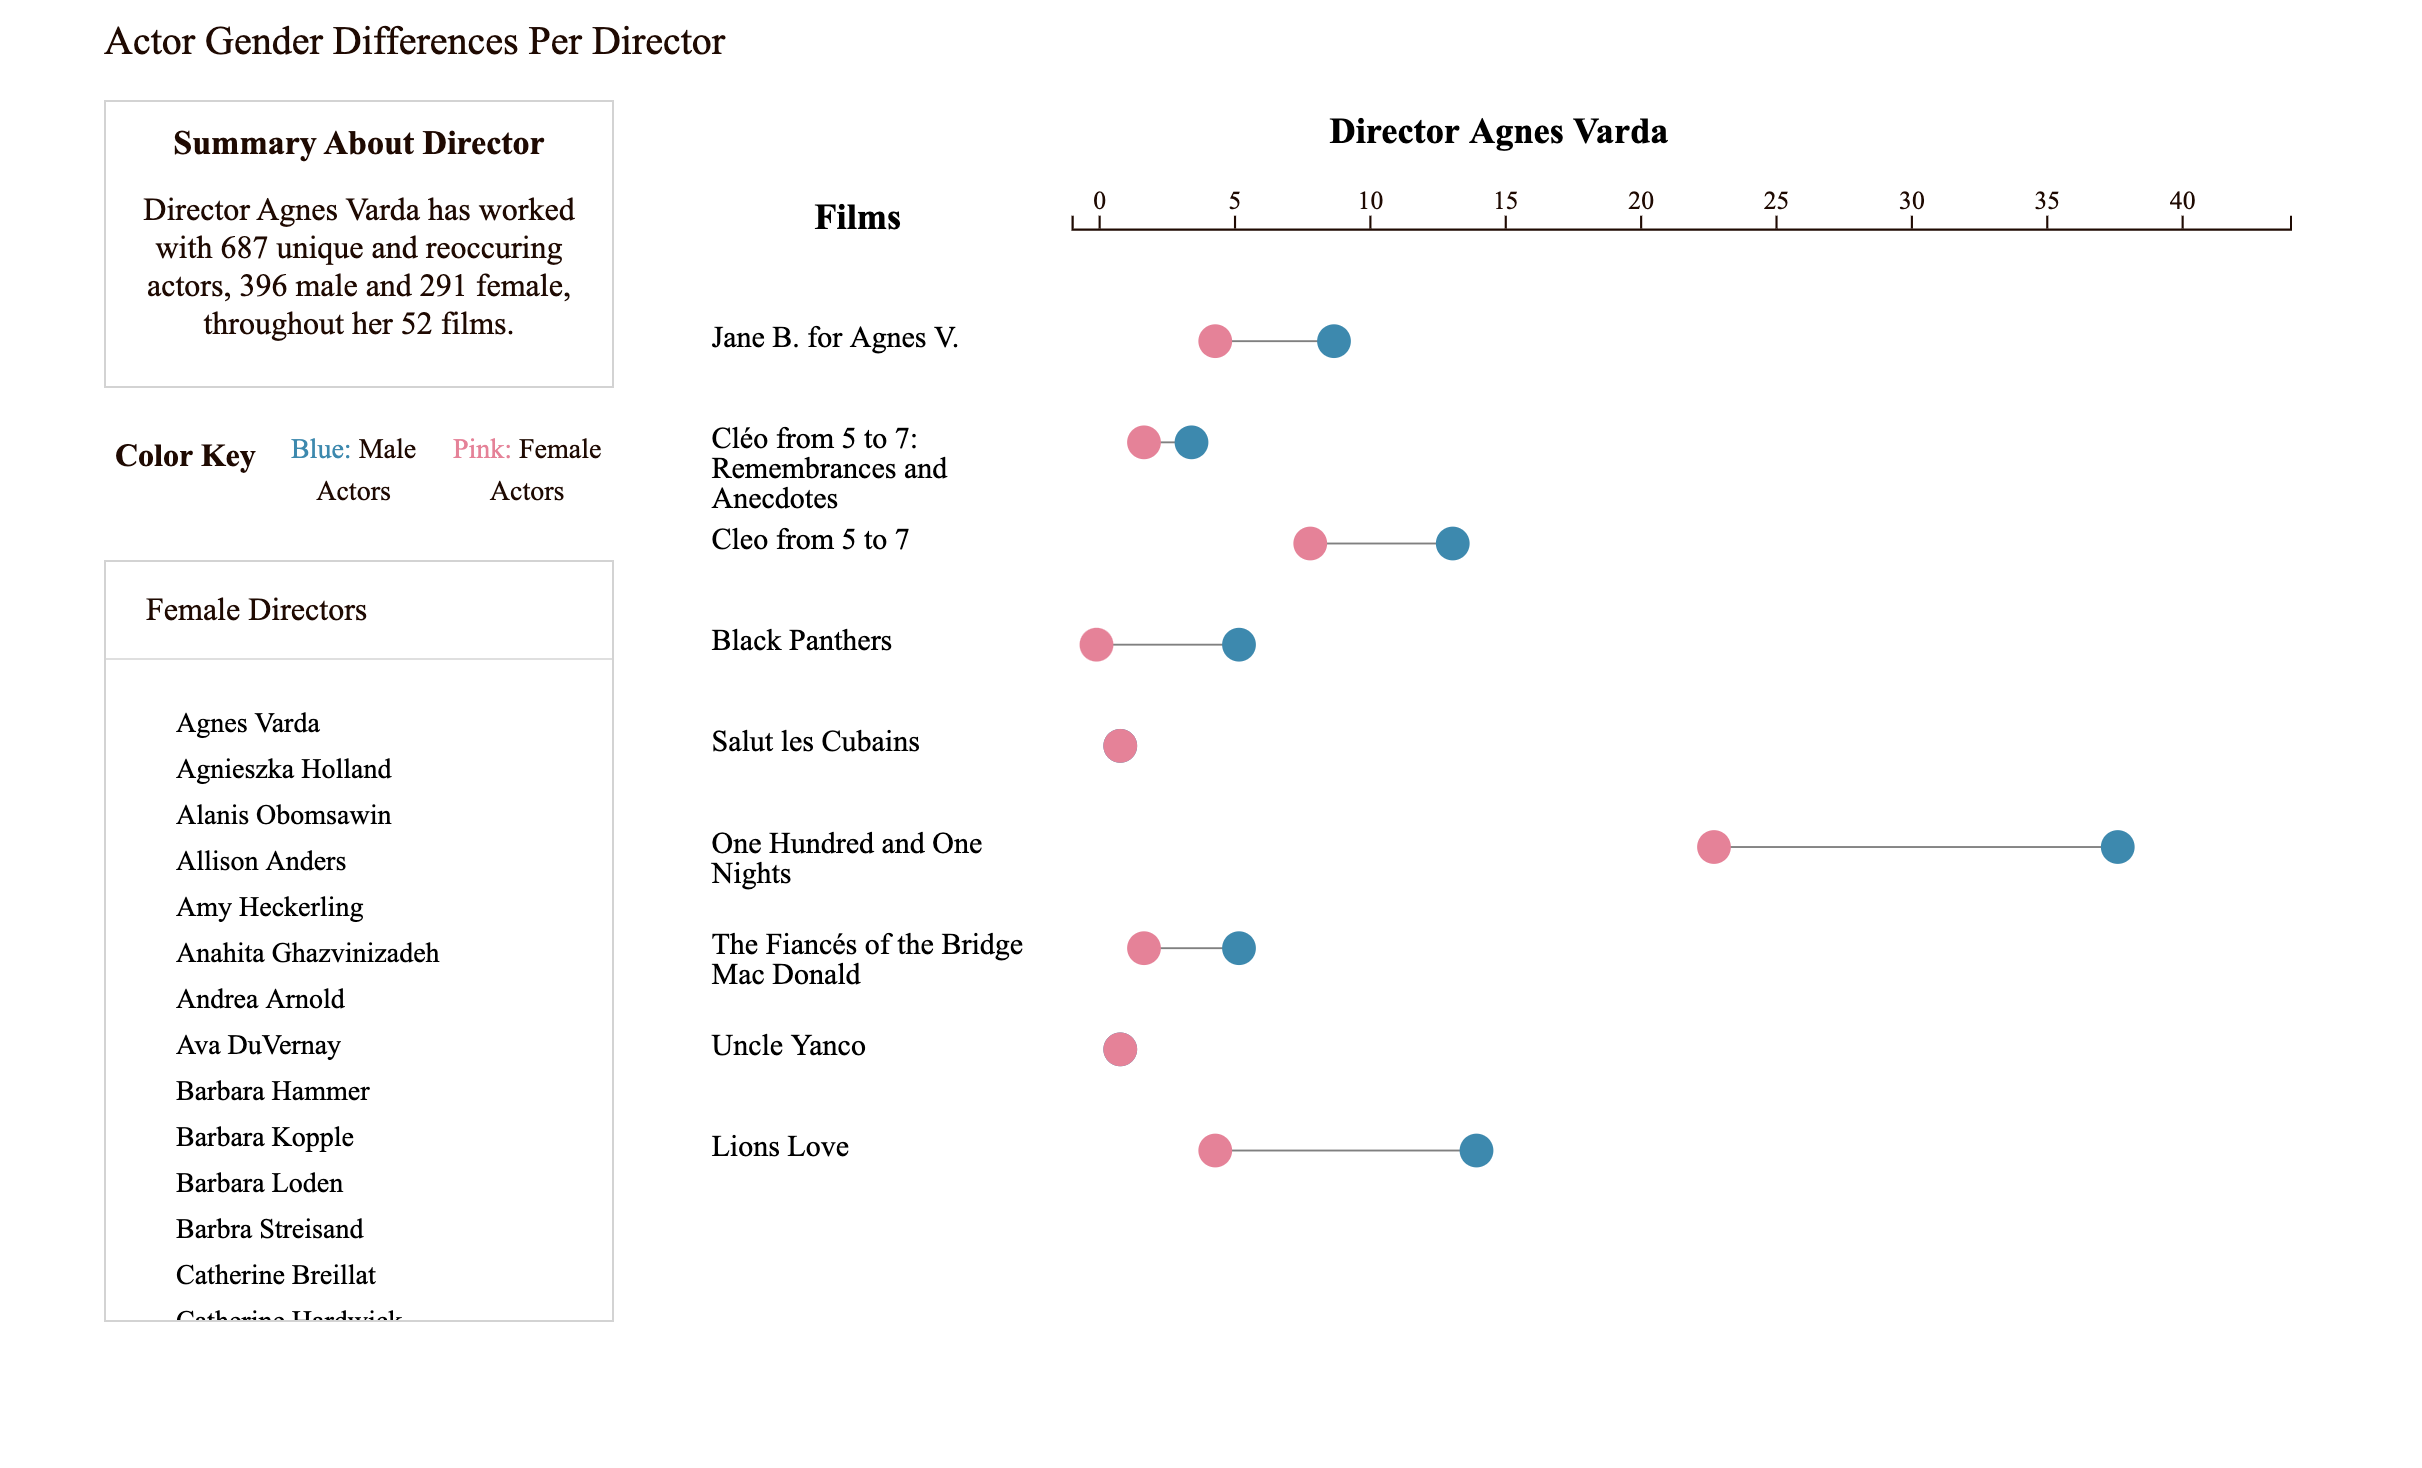 Actor Gender Differences Per Director
Summary About Director
Director Agnes Varda has worked
with 687 unique and reoccuring
actors, 396 male and 291 female,
throughout her 52 films.
Color Key
Blue: Male
Actors
Pink: Female
Actors
Female Directors
Agnes Varda
Agnieszka Holland
Alanis Obomsawin
Allison Anders
Amy Heckerling
Anahita Ghazvinizadeh
Andrea Arnold
Ava DuVernay
Barbara Hammer
Barbara Kopple
Barbara Loden
Barbra Streisand
Catherine Breillat
Catherine Hardwick
Director Agnes Varda
Films
0 5 10 15 20 25 30 35 40
Jane B. for Agnes V.
Cléo from 5 to 7:
Remembrances and
Anecdotes
Cleo from 5 to 7
Black Panthers
Salut les Cubains
One Hundred and One
Nights
The Fiancés of the Bridge
Mac Donald
Uncle Yanco
Lions Love